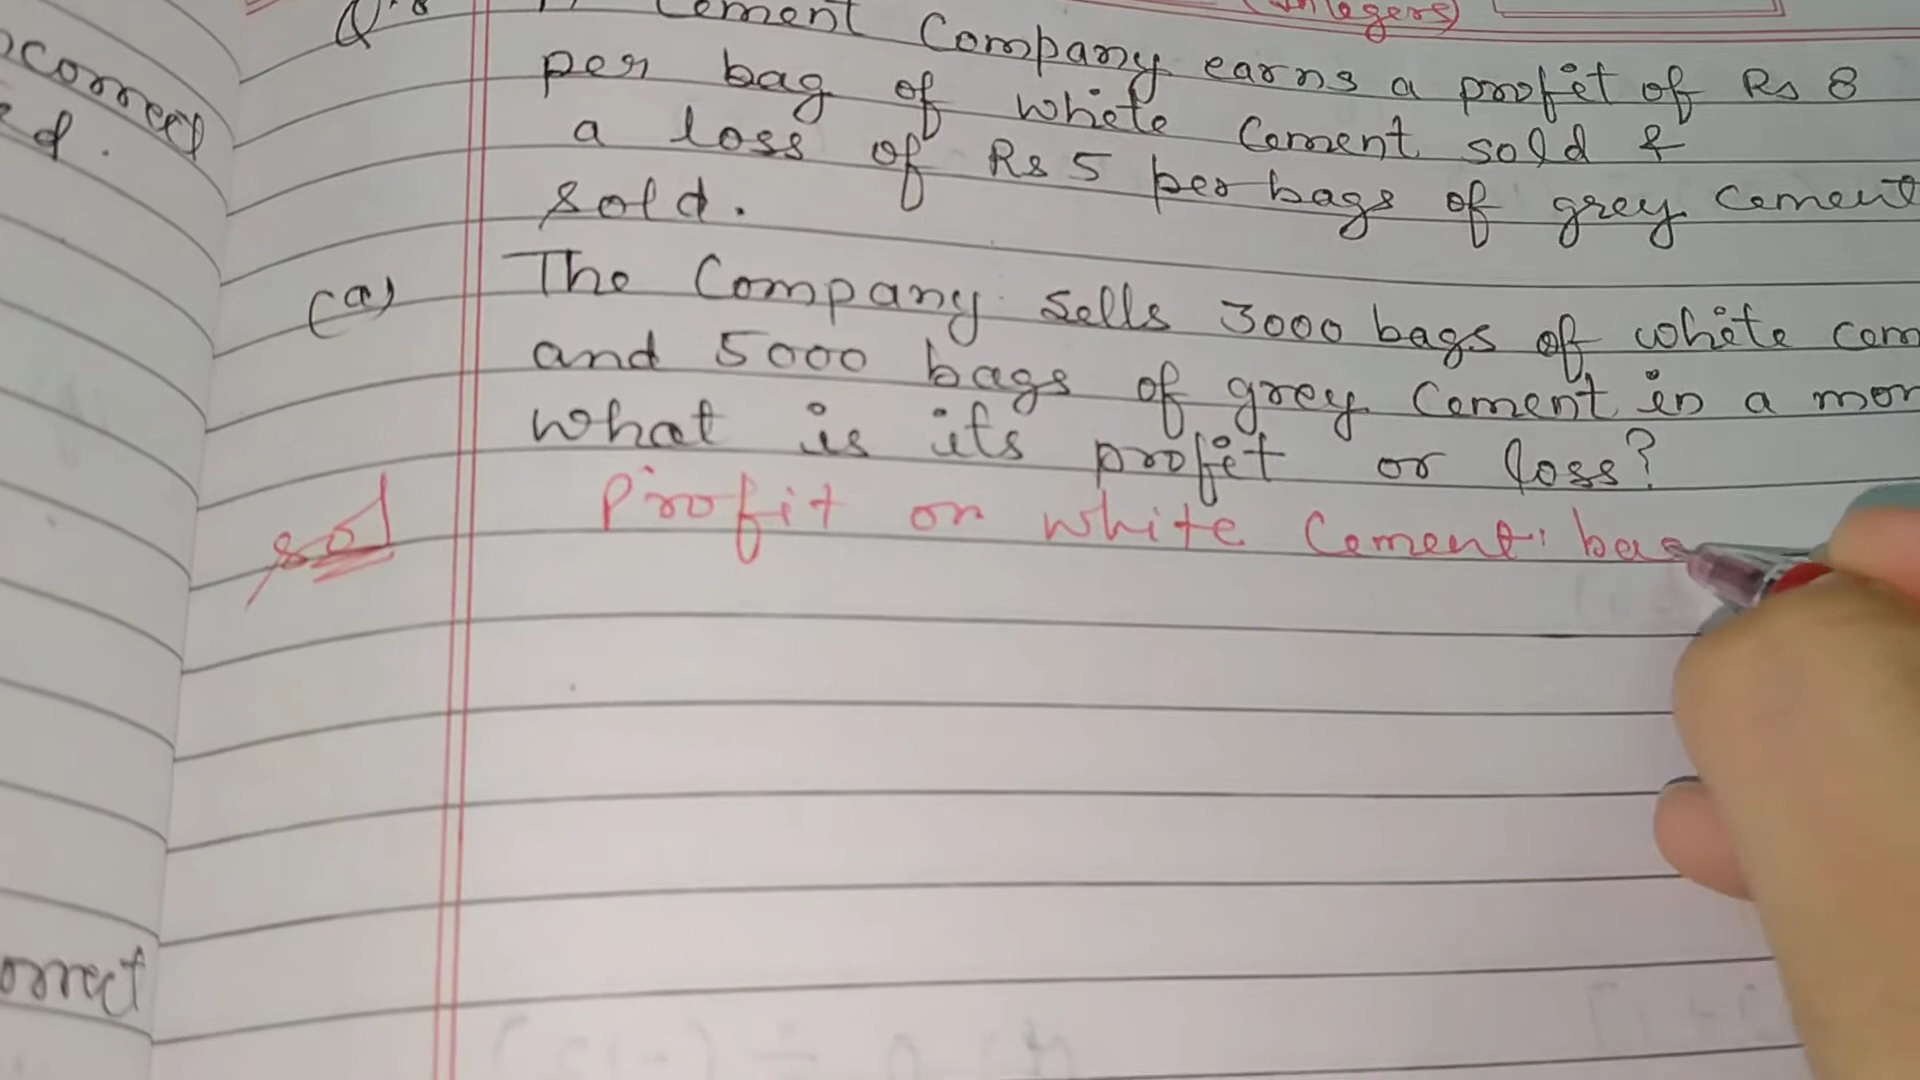 (Integers)
Q.8 Cement Company earns a profit of Rs 8
per bag of white Cement sold &
a loss of Rs 5 per bags of grey Cement
sold.
(a) The Company sells 3000 bags of white cem
and 5000 bags of grey Cement in a mon
what is its profit or loss?
sol Profit on white Cement bag
correct
d.
orrect